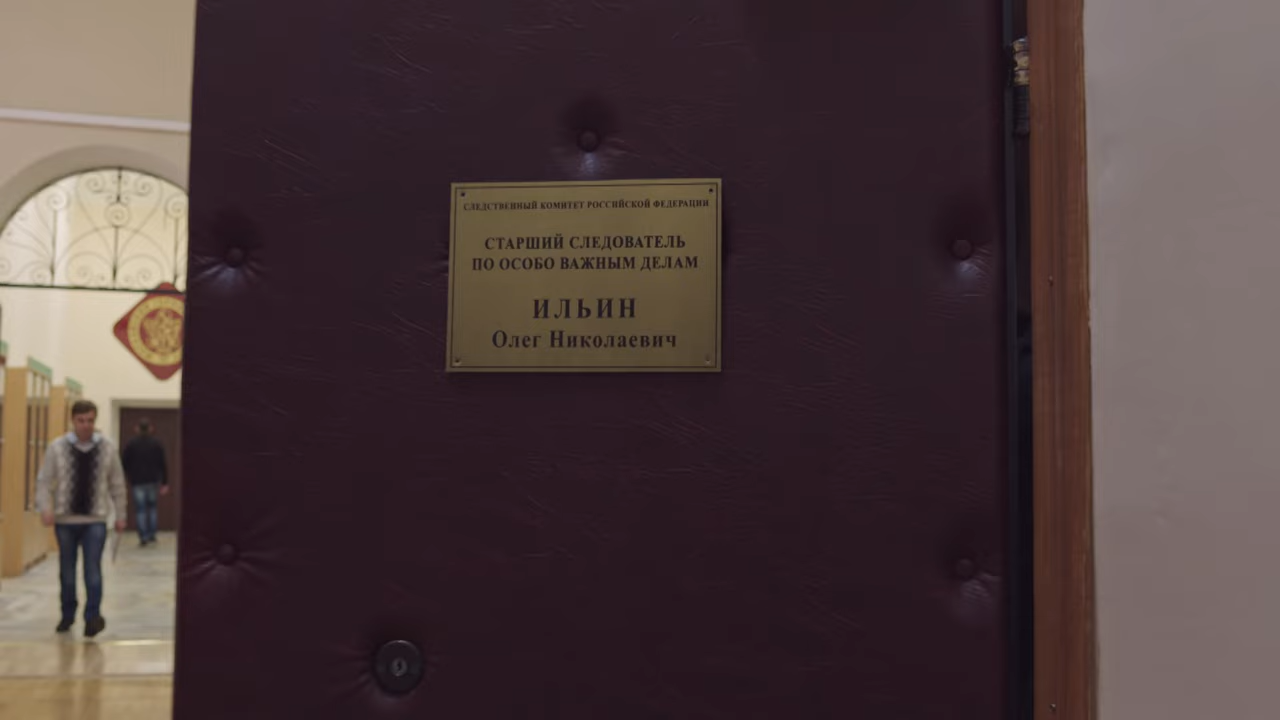 СЛЕДСТВЕННЫЙ КОМИТЕТ РОССИЙСКОЙ ФЕДЕРАЦИИ
СТАРШИЙ СЛЕДОВАТЕЛЬ
ПО ОСОБО ВАЖНЫМ ДЕЛАМ
ИЛЬИН
Олег Николаевич